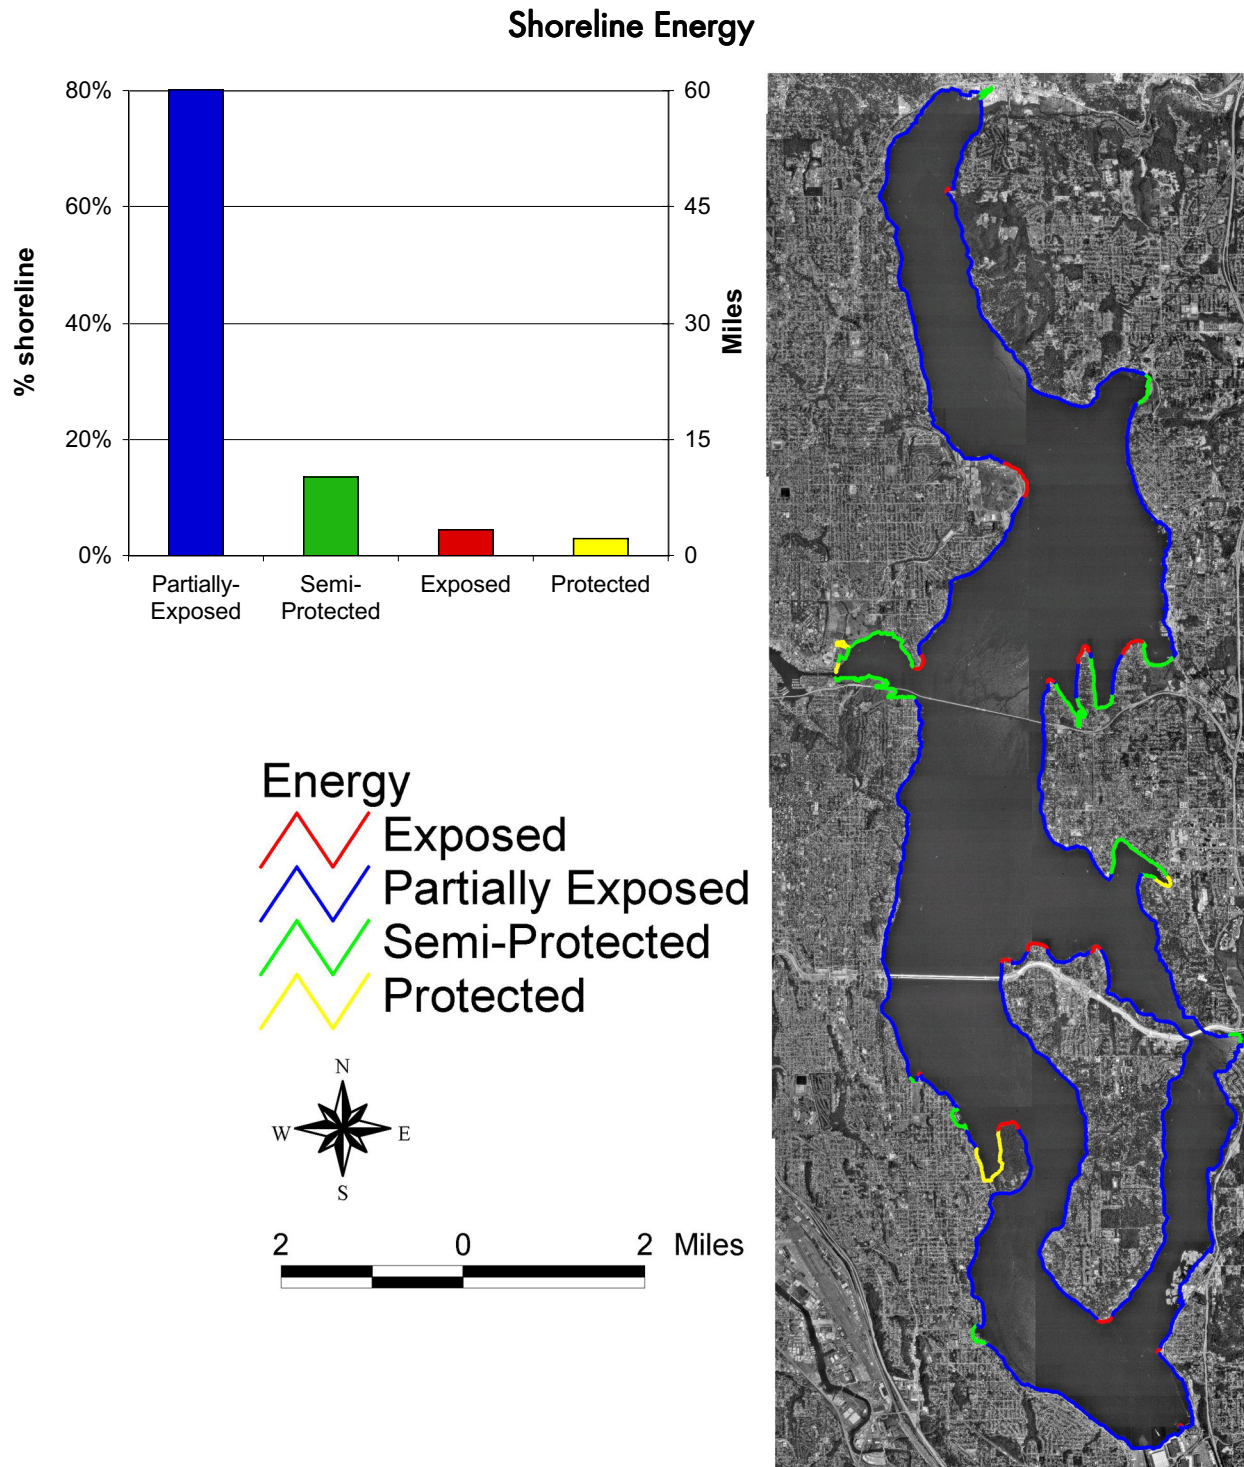 Shoreline Energy
80%
60%
40%
20%
0%
% shoreline
60
45
30
15
0
Miles
Partially-
Exposed
Semi-
Protected
Exposed
Protected
Energy
Exposed
Partially Exposed
Semi-Protected
Protected
N
W
E
S
2
0
2
Miles